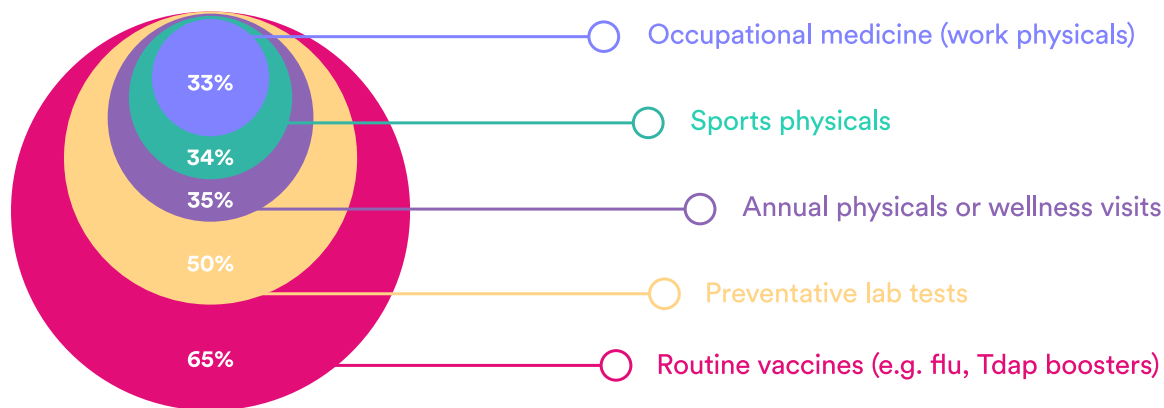 33% Occupational medicine (work physicals)
34% Sports physicals
35% Annual physicals or wellness visits
50% Preventative lab tests
65% Routine vaccines (e.g. flu, Tdap boosters)